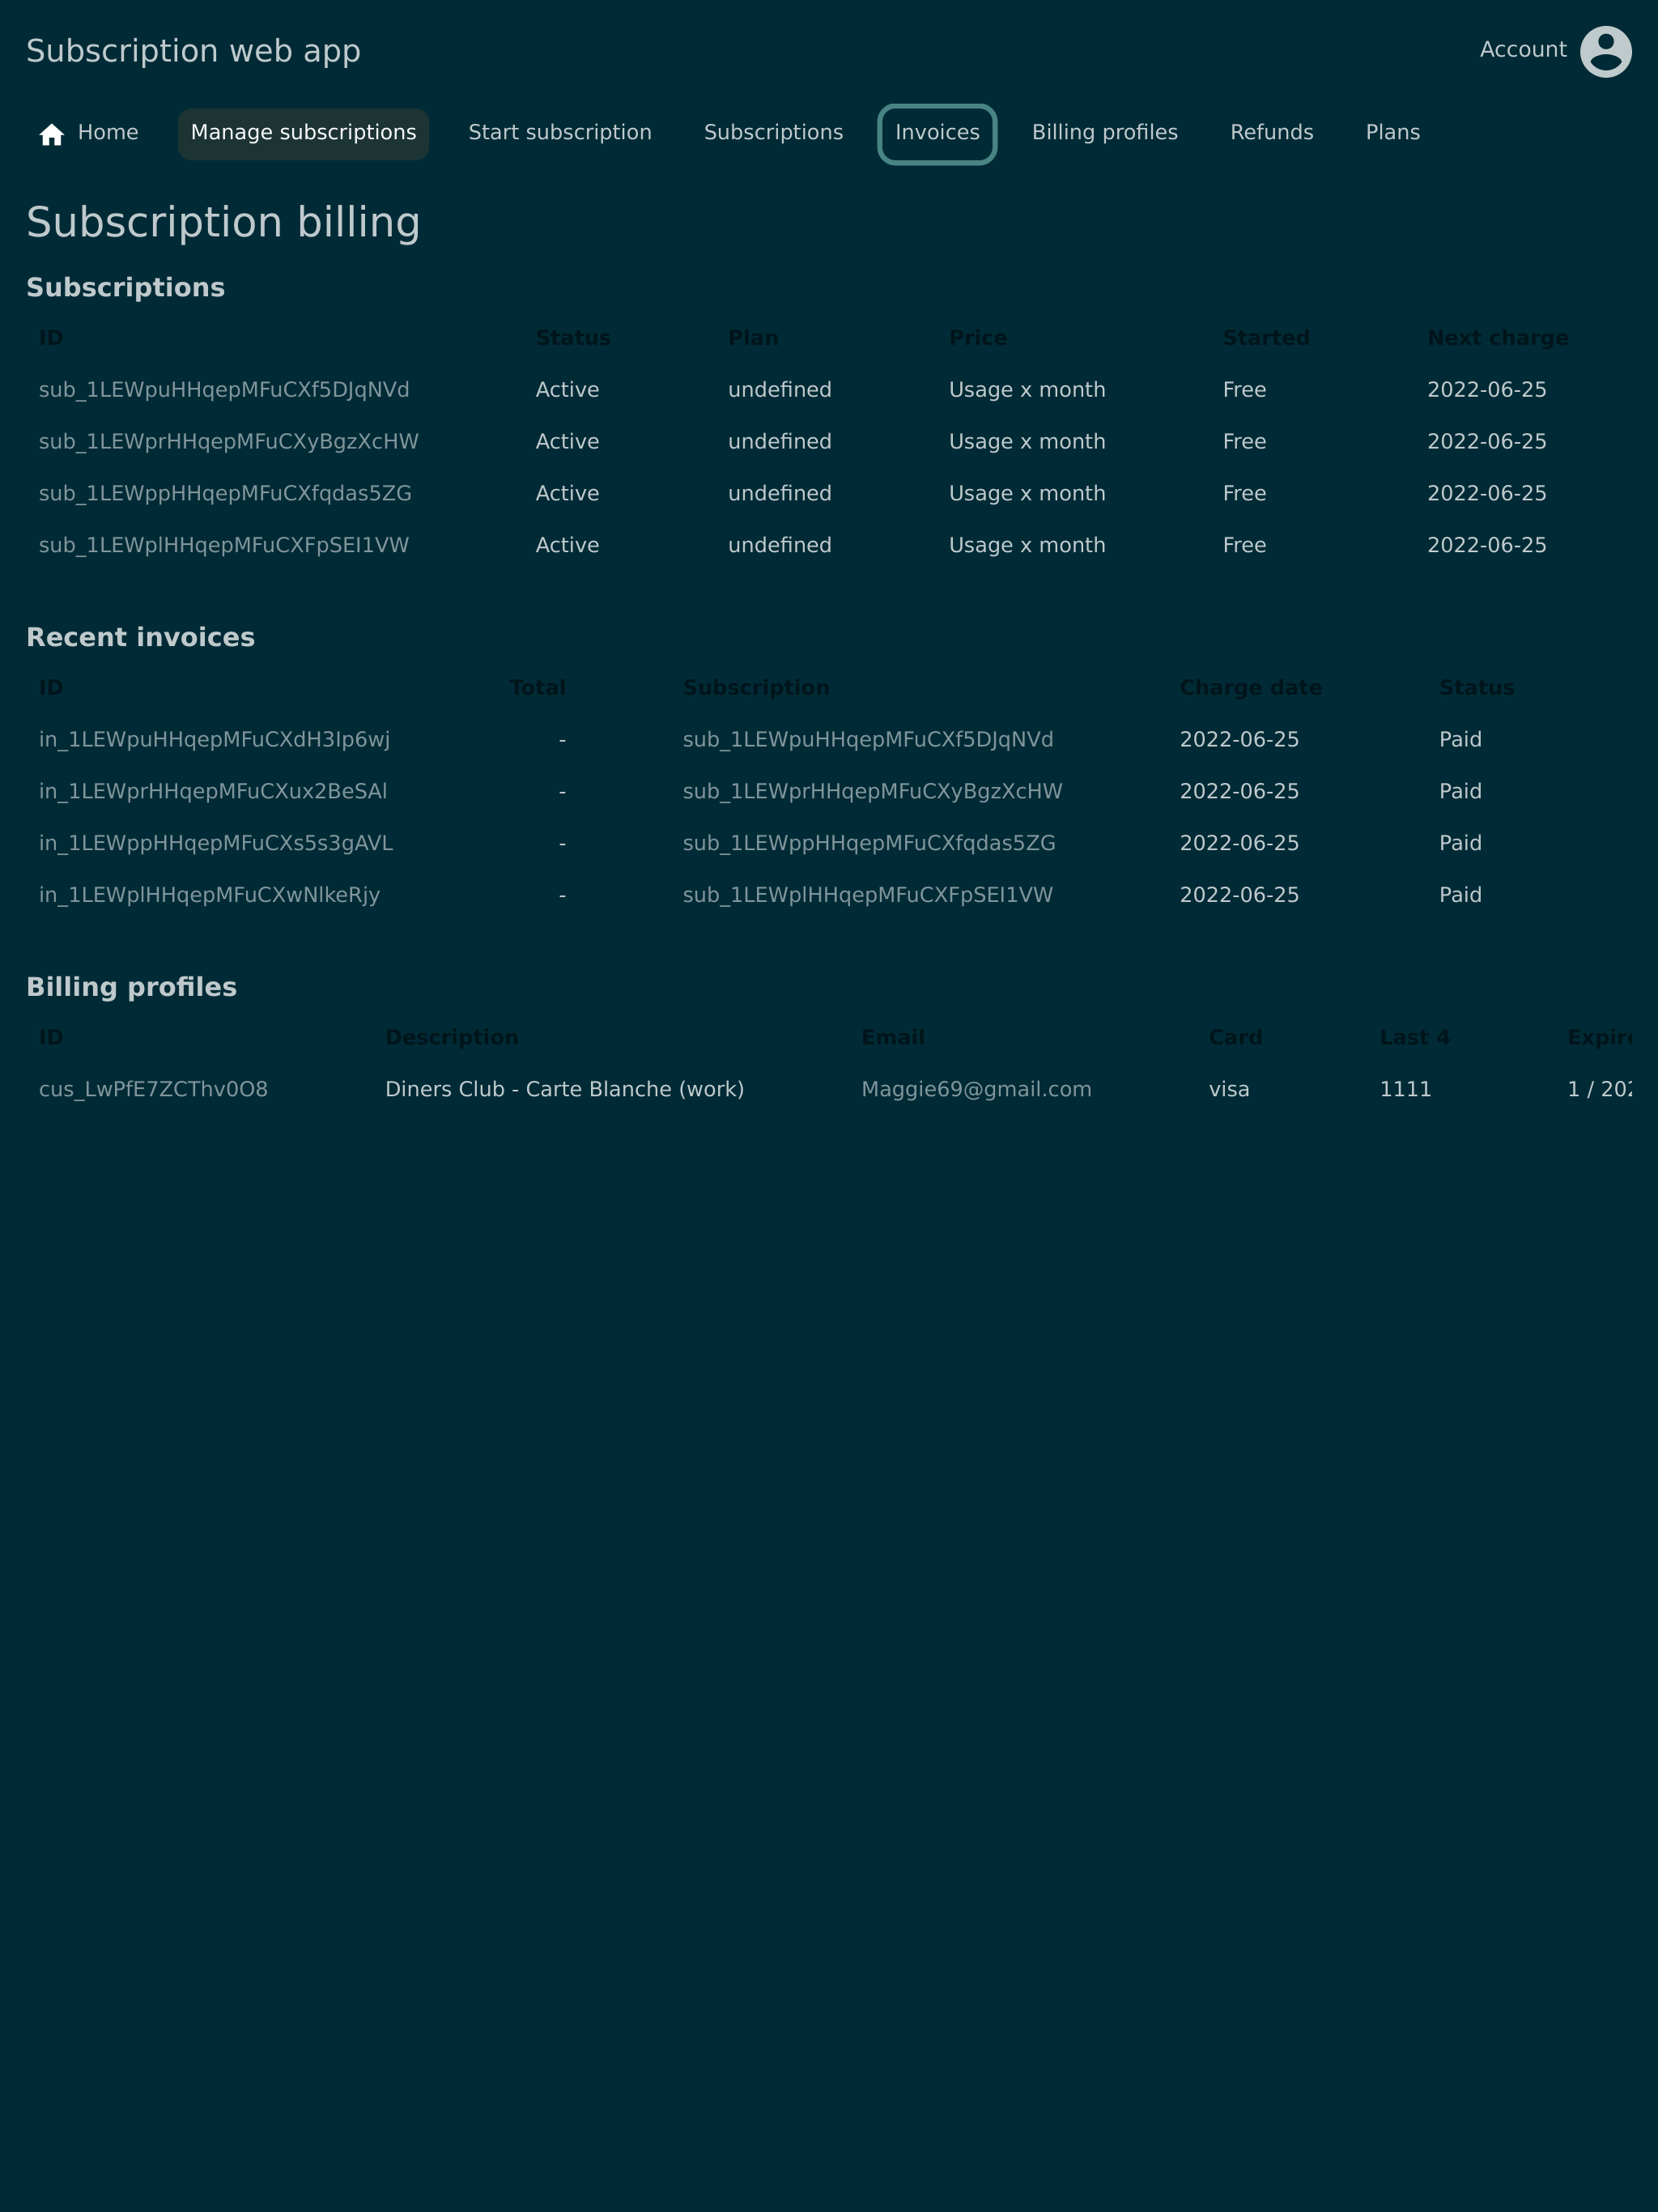 Subscription web app
Account
Home Manage subscriptions Start subscription Subscriptions Invoices Billing profiles Refunds Plans
Subscription billing
Subscriptions
ID Status Plan Price Started Next charge
sub_1LEWpuHHqepMFuCXf5DJqNVd Active undefined Usage x month Free 2022-06-25
sub_1LEWprHHqepMFuCXyBgzXcHW Active undefined Usage x month Free 2022-06-25
sub_1LEWppHHqepMFuCXfqdas5ZG Active undefined Usage x month Free 2022-06-25
sub_1LEWplHHqepMFuCXFpSEI1VW Active undefined Usage x month Free 2022-06-25
Recent invoices
ID Total Subscription Charge date Status
in_1LEWpuHHqepMFuCXdH3Ip6wj - sub_1LEWpuHHqepMFuCXf5DJqNVd 2022-06-25 Paid
in_1LEWprHHqepMFuCXux2BeSAl - sub_1LEWprHHqepMFuCXyBgzXcHW 2022-06-25 Paid
in_1LEWppHHqepMFuCXs5s3gAVL - sub_1LEWppHHqepMFuCXfqdas5ZG 2022-06-25 Paid
in_1LEWplHHqepMFuCXwNlkeRjy - sub_1LEWplHHqepMFuCXFpSEI1VW 2022-06-25 Paid
Billing profiles
ID Description Email Card Last 4
cus_LwPfE7ZCThv0O8 Diners Club - Carte Blanche (work) Maggie69@gmail.com visa 1111 1 /